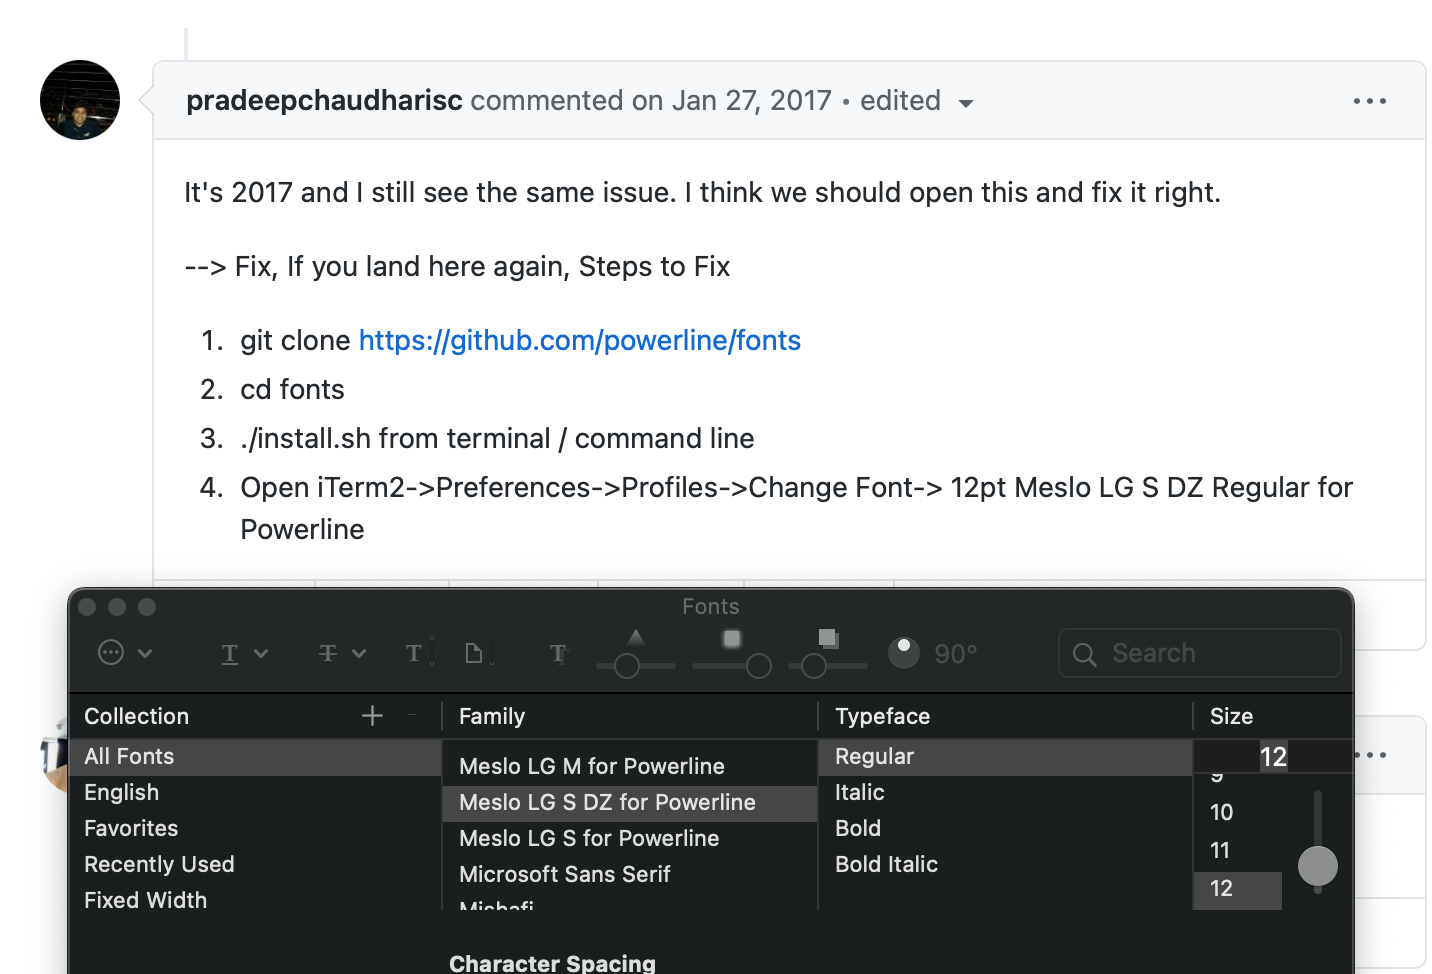 pradeepchaudharisc commented on Jan 27, 2017 • edited
It's 2017 and I still see the same issue. I think we should open this and fix it right.
--> Fix, If you land here again, Steps to Fix
1. git clone https://github.com/powerline/fonts
2. cd fonts
3. ./install.sh from terminal / command line
4. Open iTerm2->Preferences->Profiles->Change Font-> 12pt Meslo LG S DZ Regular for
Powerline
Fonts
90°
Search
Collection
Family
Typeface
Size
All Fonts
English
Favorites
Recently Used
Fixed Width
Meslo LG M for Powerline
Meslo LG S DZ for Powerline
Meslo LG S for Powerline
Microsoft Sans Serif
Mishafi
Regular
Italic
Bold
Bold Italic
12
9
10
11
12
Character Spacing